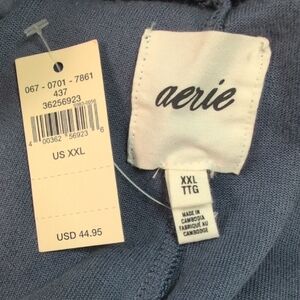 067 - 0701 - 7861
437
36256923
4 00362 56923 6
US XXL
USD 44.95
aerie
XXL
TTG
MADE IN
CAMBODIA
FABRIQUÉ AU
CAMBODGE